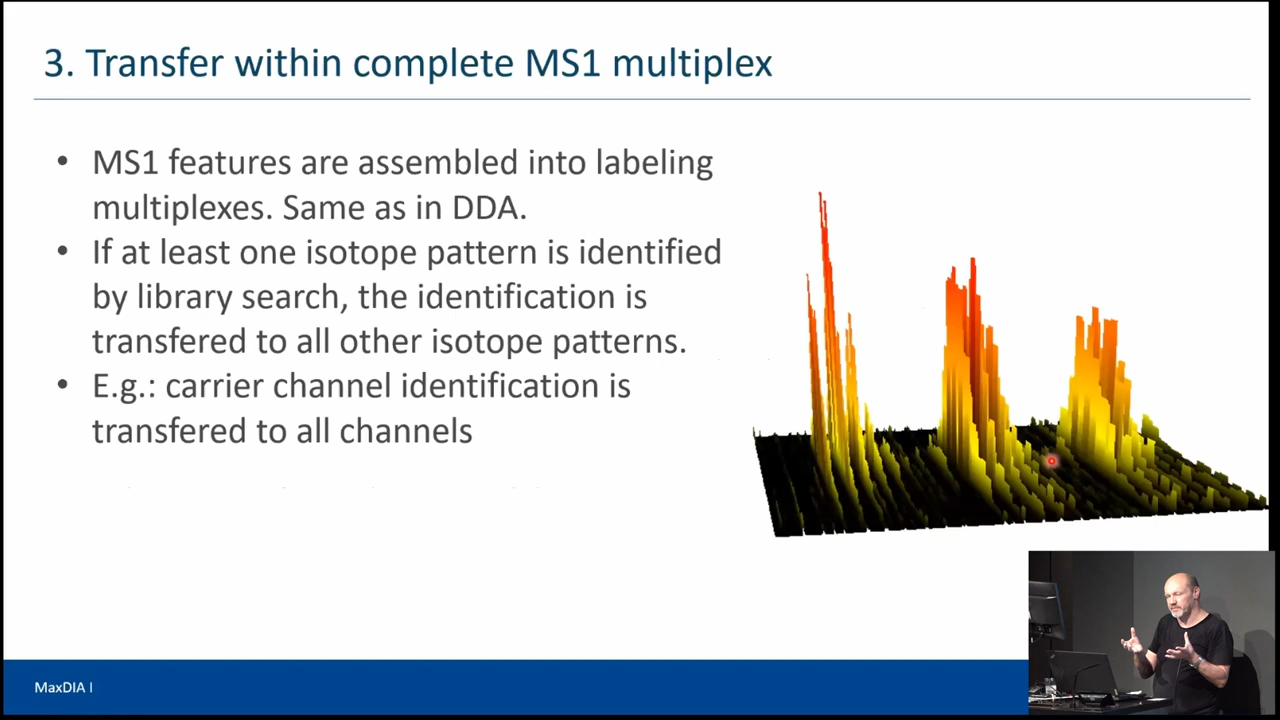 3. Transfer within complete MS1 multiplex
• MS1 features are assembled into labeling
multiplexes. Same as in DDA.
• If at least one isotope pattern is identified
by library search, the identification is
transfered to all other isotope patterns.
• E.g.: carrier channel identification is
transfered to all channels
MaxDIA |